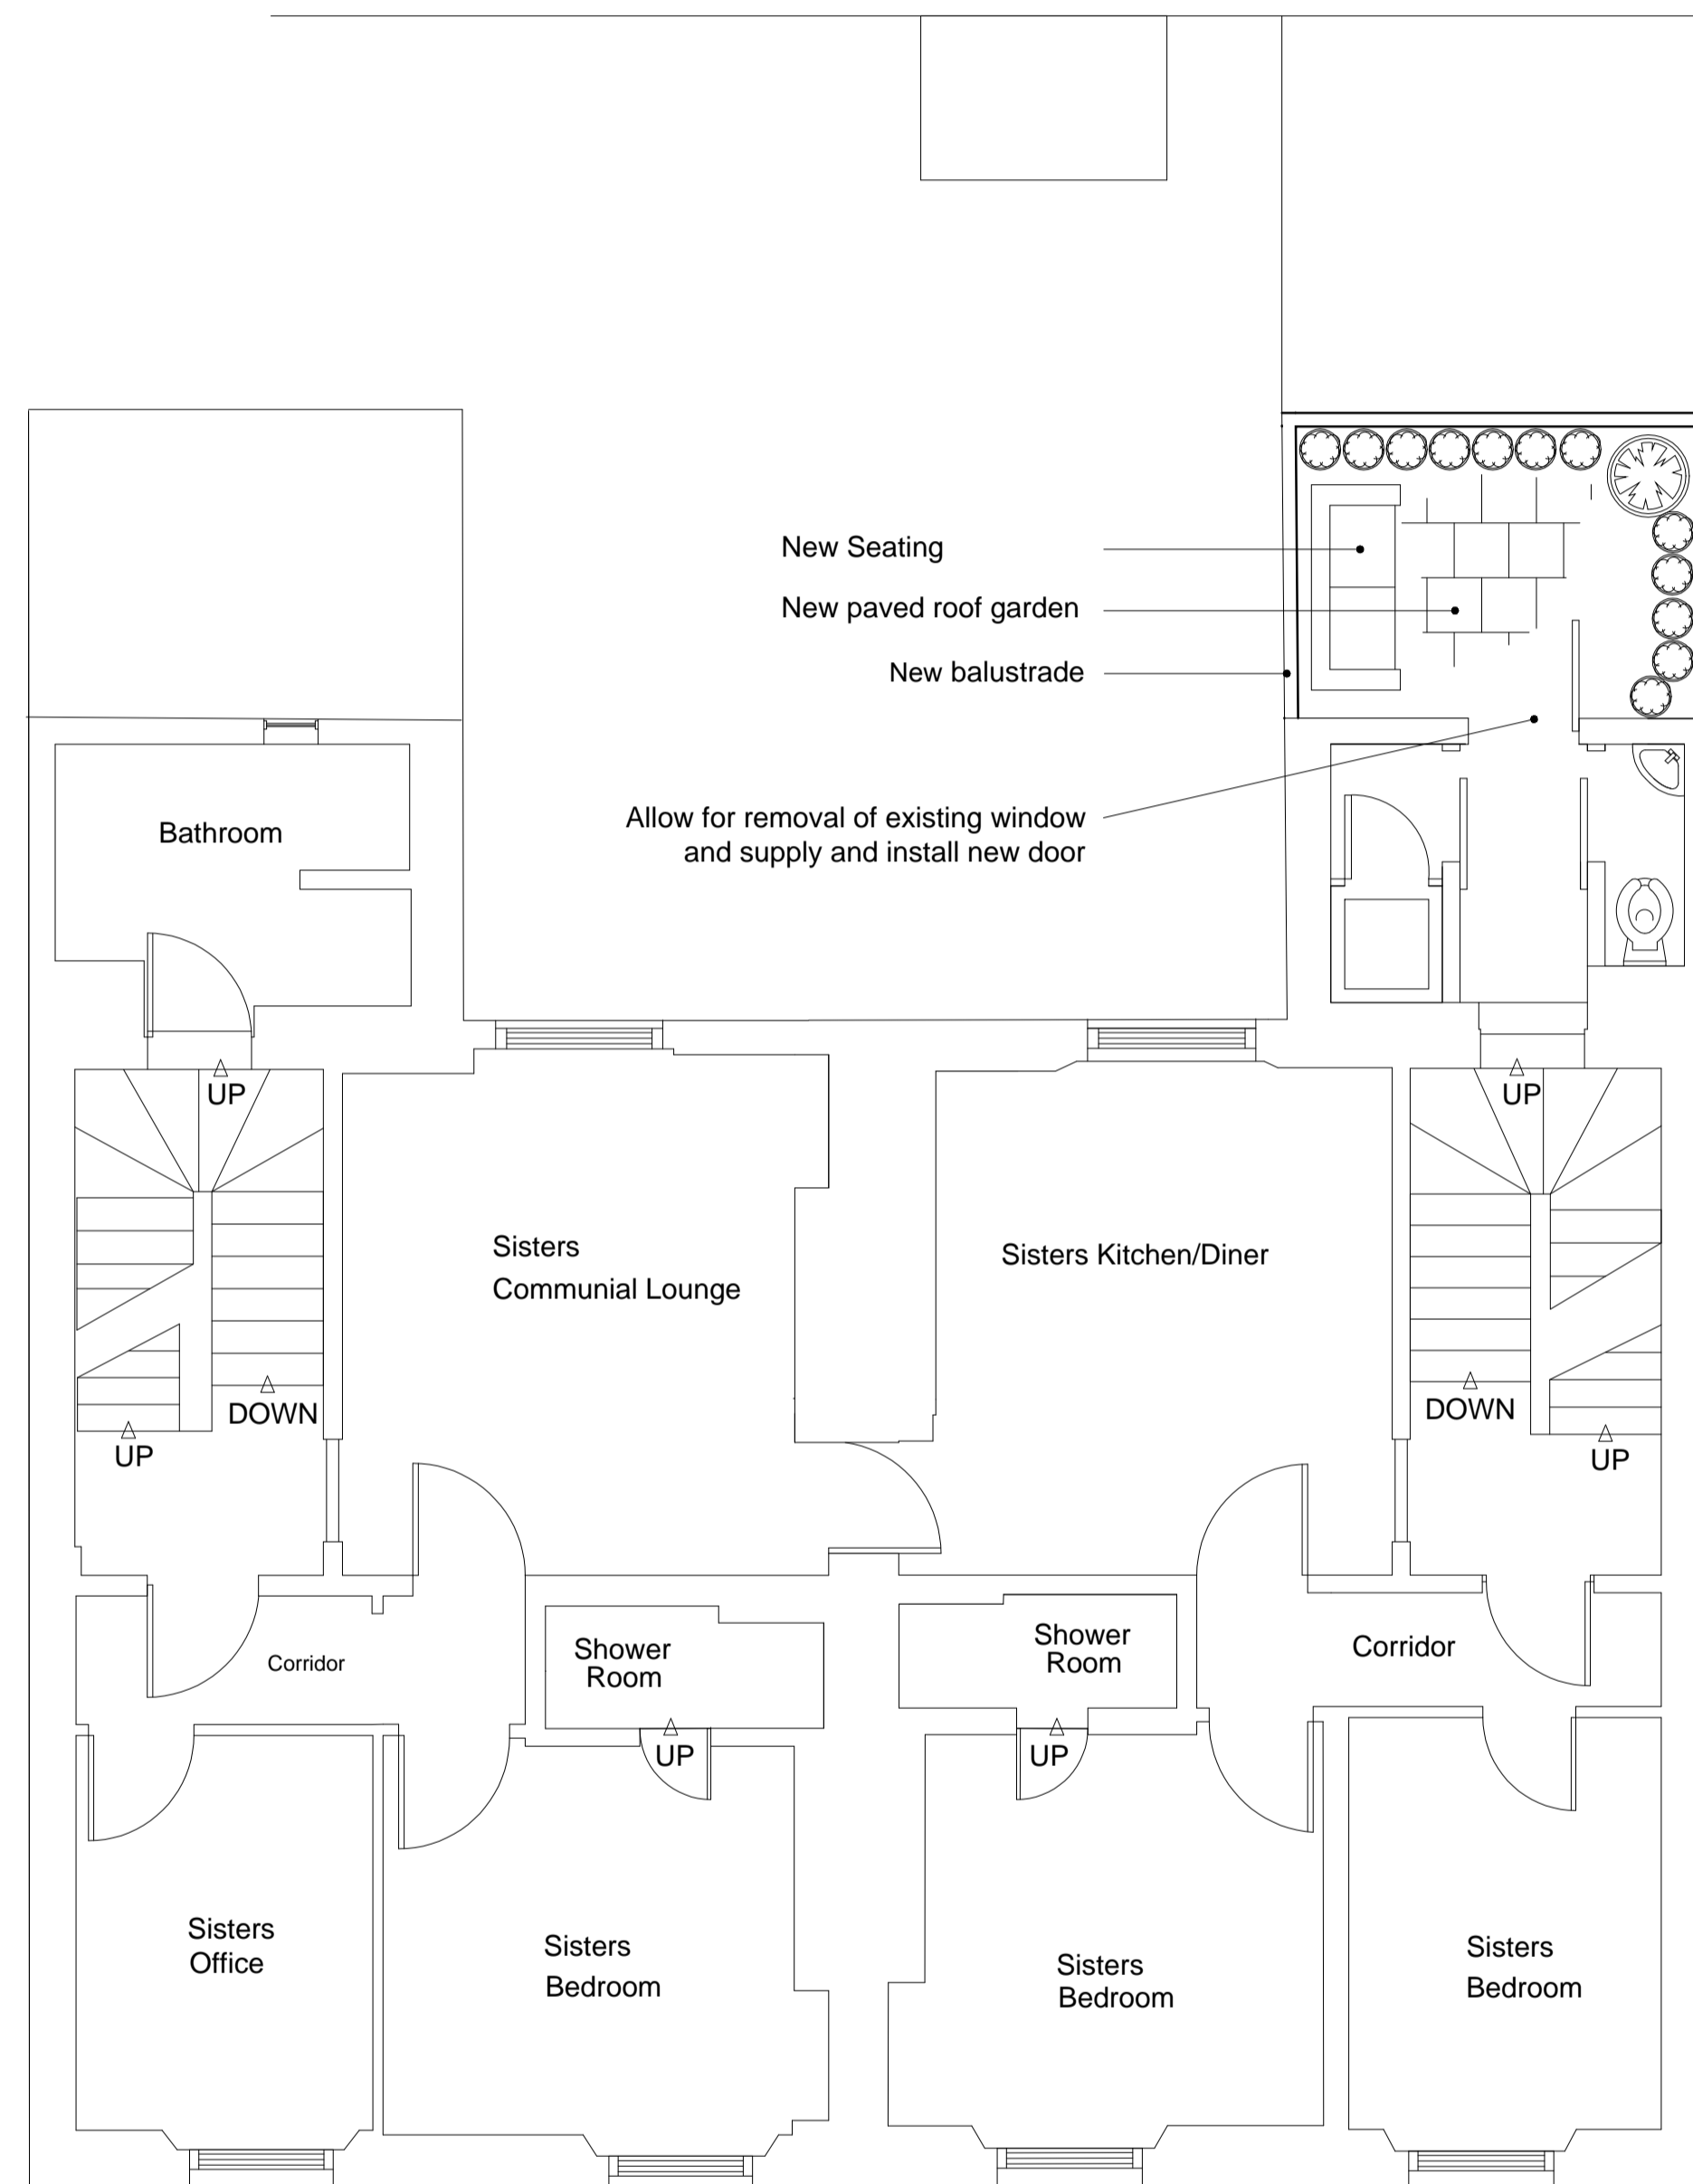 New Seating
New paved roof garden
New balustrade
Allow for removal of existing window
and supply and install new door
Bathroom
UP
UP
Sisters
Communial Lounge
Sisters Kitchen/Diner
DOWN
UP
DOWN
UP
Corridor
Shower
Room
Shower
Room
Corridor
UP
UP
Sisters
Office
Sisters
Bedroom
Sisters
Bedroom
Sisters
Bedroom